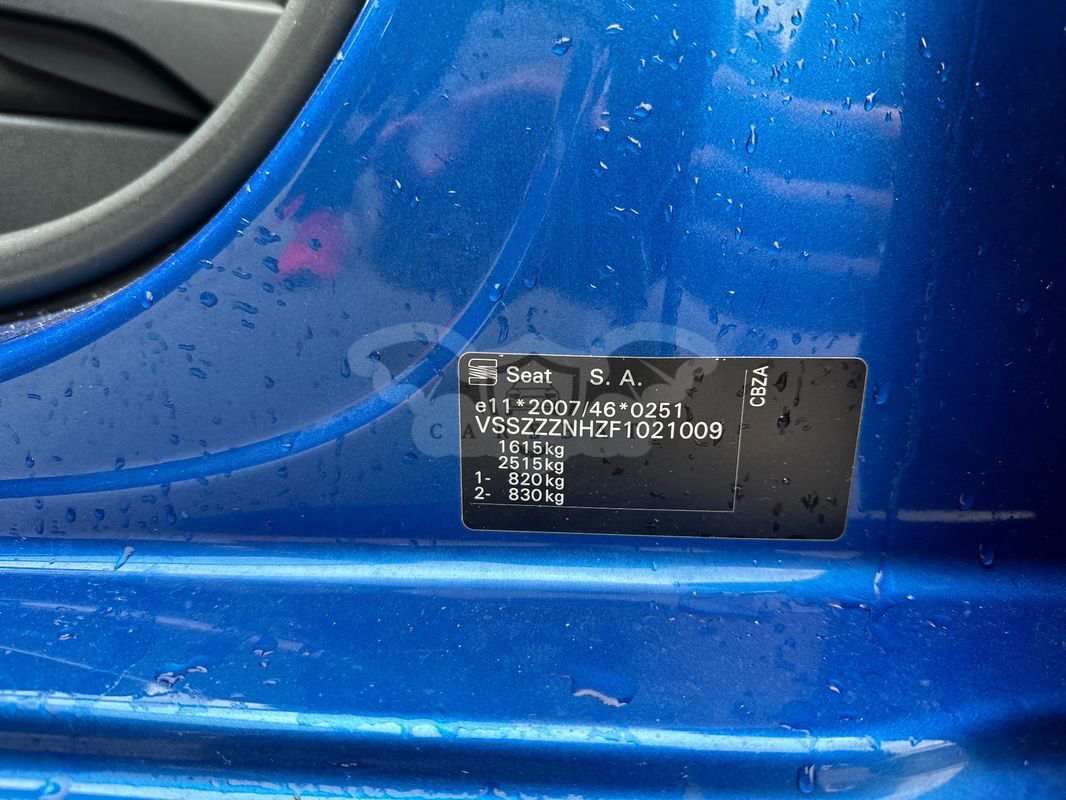 Seat S. A.
e11*2007/46*0251
VSSZZZNHZF1021009
1615kg
2515kg
1- 820kg
2- 830kg
CBZA